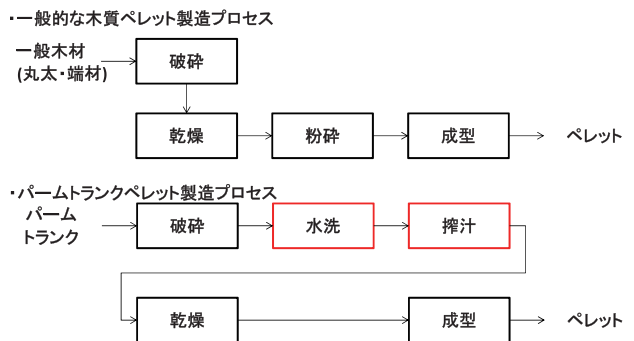 ・一般的な木質ペレット製造プロセス
一般木材
(丸太・端材)
破砕
乾燥
粉砕
成型
ペレット
・パームトランクペレット製造プロセス
パーム
トランク
破砕
水洗
搾汁
乾燥
成型
ペレット